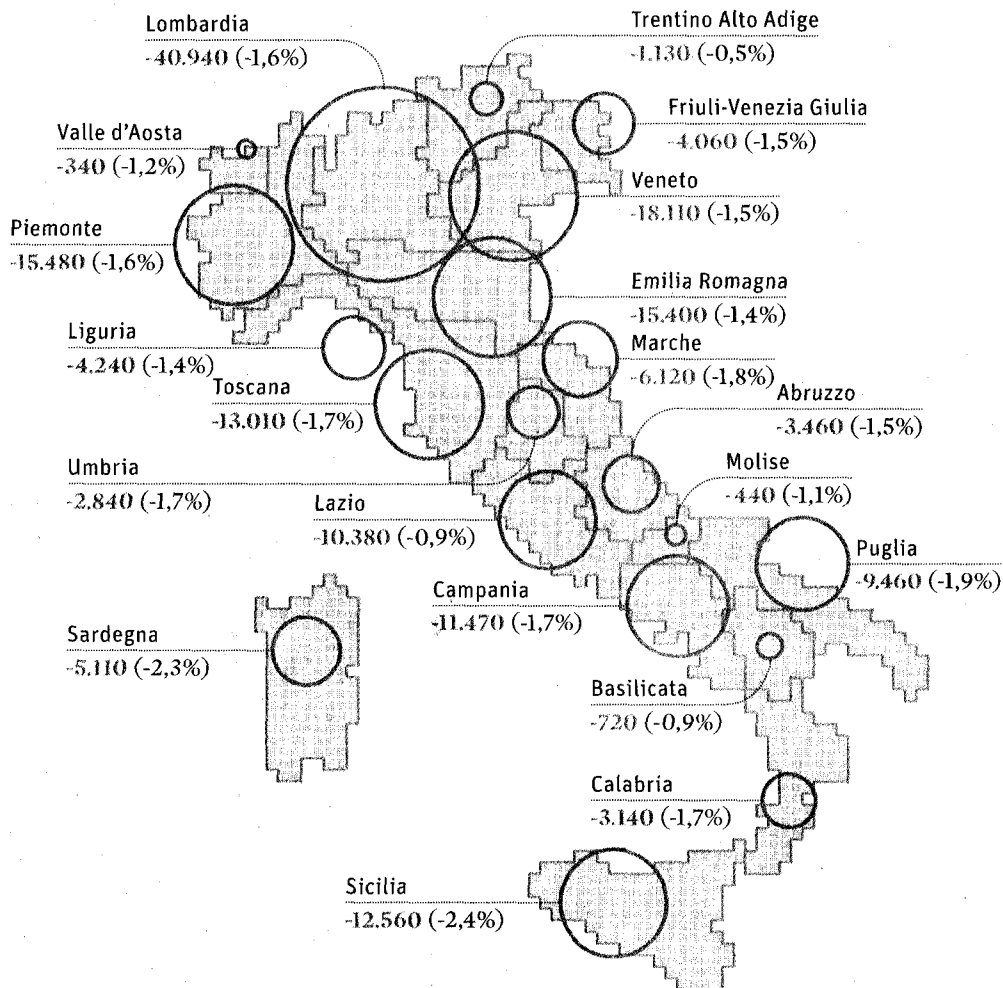 Lombardia
-40.940 (-1,6%)
Trentino Alto Adige
-1.130 (-0,5%)
Valle d'Aosta
-340 (-1,2%)
Friuli-Venezia Giulia
-4.060 (-1,5%)
Veneto
-18.110 (-1,5%)
Piemonte
-15.480 (-1,6%)
Emilia Romagna
-15.400 (-1,4%)
Liguria
-4.240 (-1,4%)
Marche
-6.120 (-1,8%)
Toscana
-13.010 (-1,7%)
Abruzzo
-3.460 (-1,5%)
Umbria
-2.840 (-1,7%)
Molise
-440 (-1,1%)
Lazio
-10.380 (-0,9%)
Puglia
-9.460 (-1,9%)
Campania
-11.470 (-1,7%)
Sardegna
-5.110 (-2,3%)
Basilicata
-720 (-0,9%)
Calabria
-3.140 (-1,7%)
Sicilia
-12.560 (-2,4%)